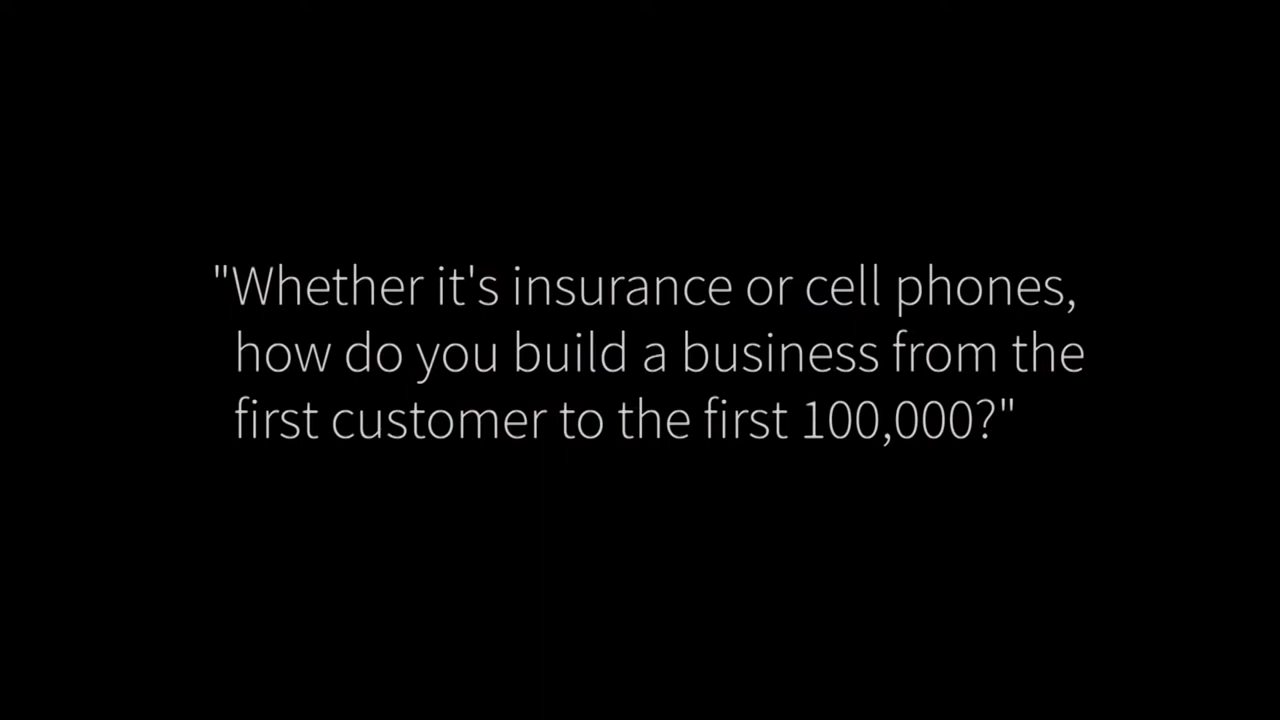 "Whether it's insurance or cell phones,
how do you build a business from the
first customer to the first 100,000?"